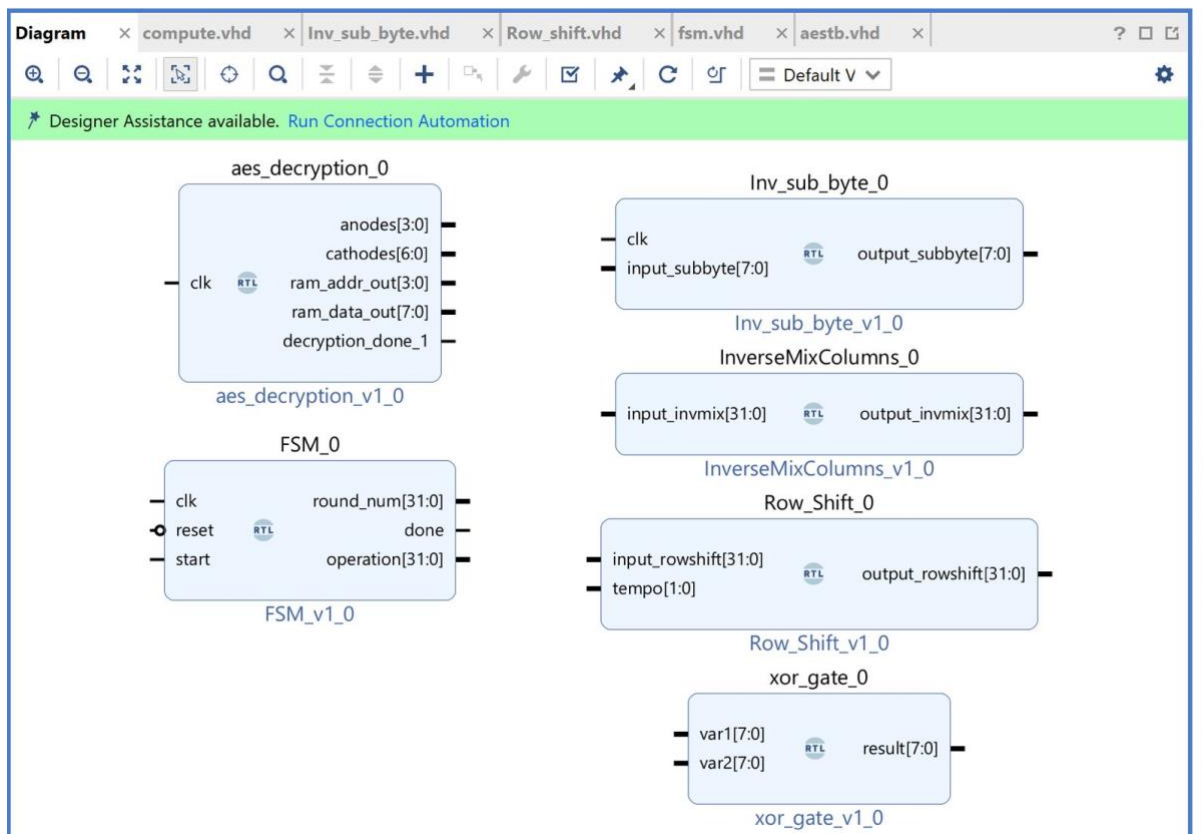 Diagram × compute.vhd × Inv_sub_byte.vhd × Row_shift.vhd × fsm.vhd × aestb.vhd ×
? 
Default V
Designer Assistance available. Run Connection Automation
aes_decryption_0
anodes[3:0]
cathodes[6:0]
clk RTL ram_addr_out[3:0]
ram_data_out[7:0]
decryption_done_1
aes_decryption_v1_0
FSM_0
clk round_num[31:0]
reset RTL done
start operation[31:0]
FSM_v1_0
Inv_sub_byte_0
clk
input_subbyte[7:0] RTL output_subbyte[7:0]
Inv_sub_byte_v1_0
InverseMixColumns_0
input_invmix[31:0] RTL output_invmix[31:0]
InverseMixColumns_v1_0
Row_Shift_0
input_rowshift[31:0]
tempo[1:0] RTL output_rowshift[31:0]
Row_Shift_v1_0
xor_gate_0
var1[7:0]
var2[7:0] RTL result[7:0]
xor_gate_v1_0